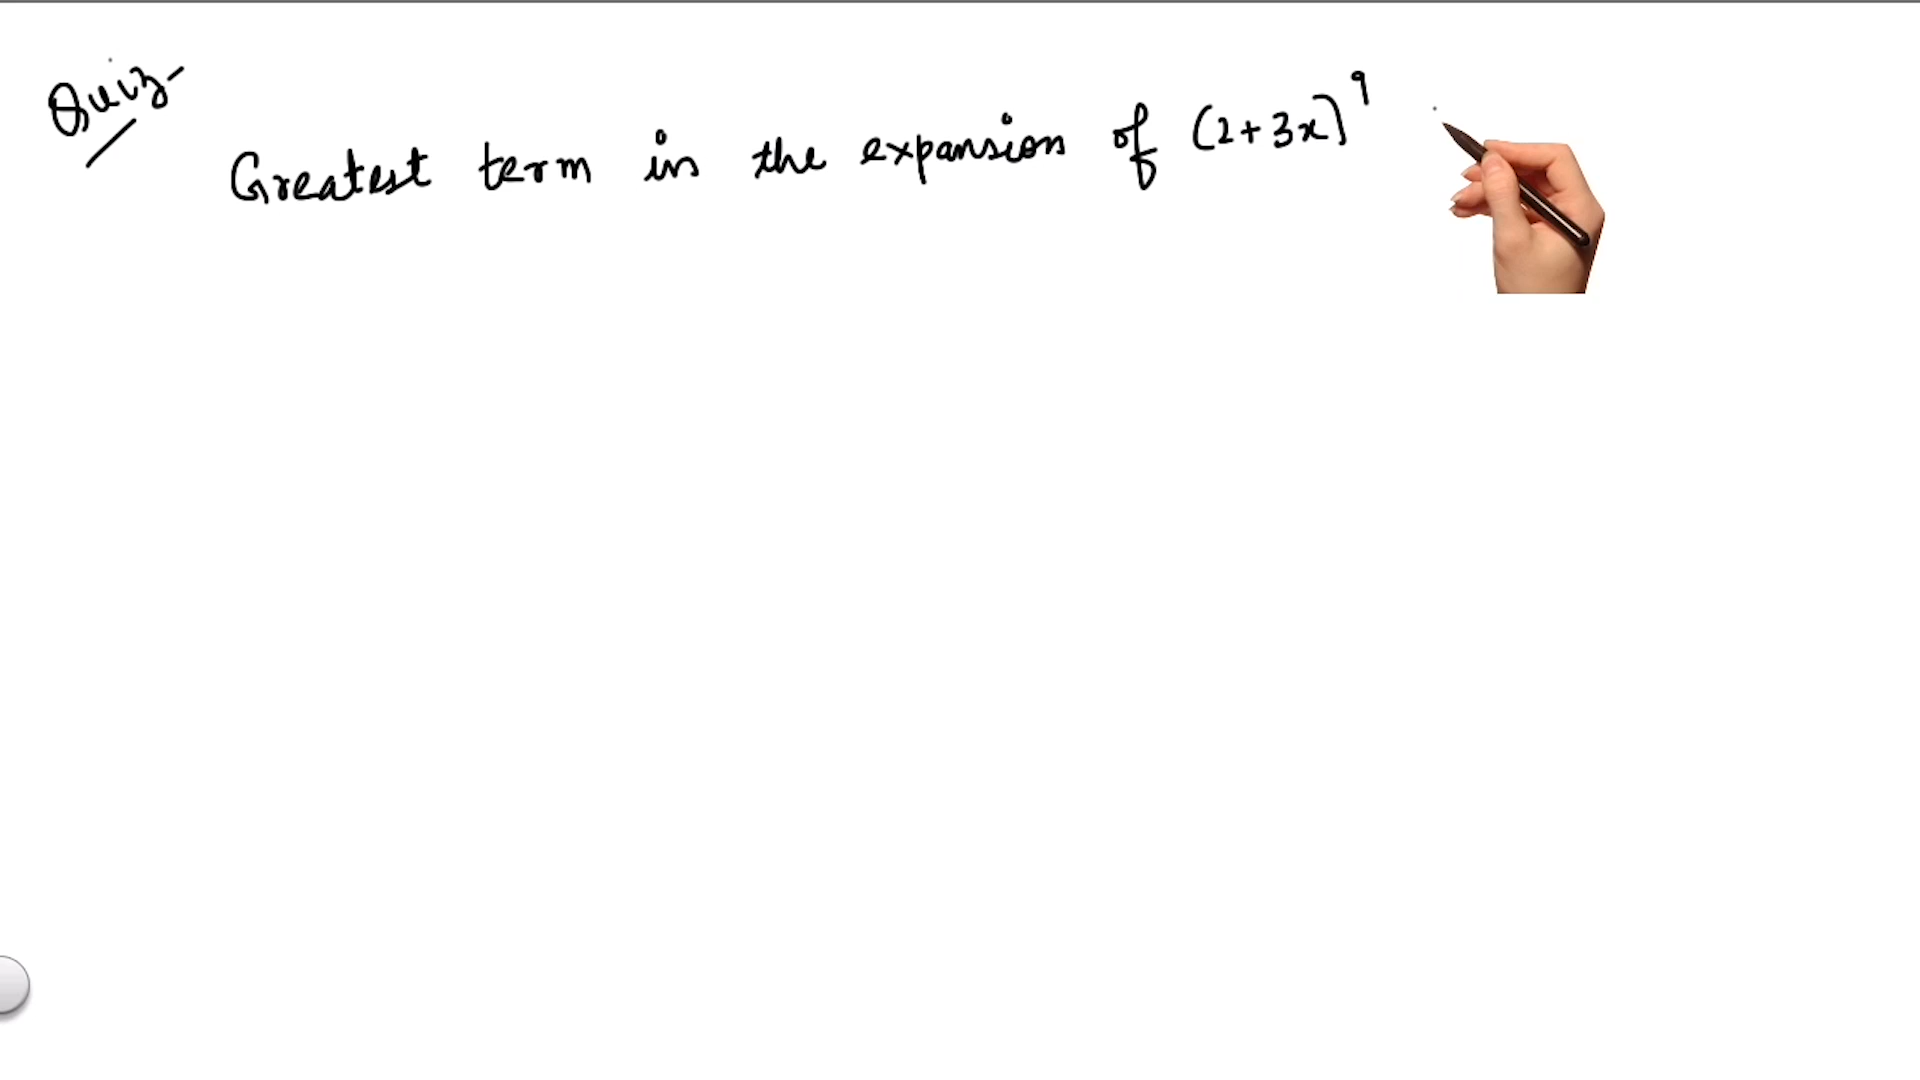 Quiz-
Greatest term in the expansion of (2+3x)⁹